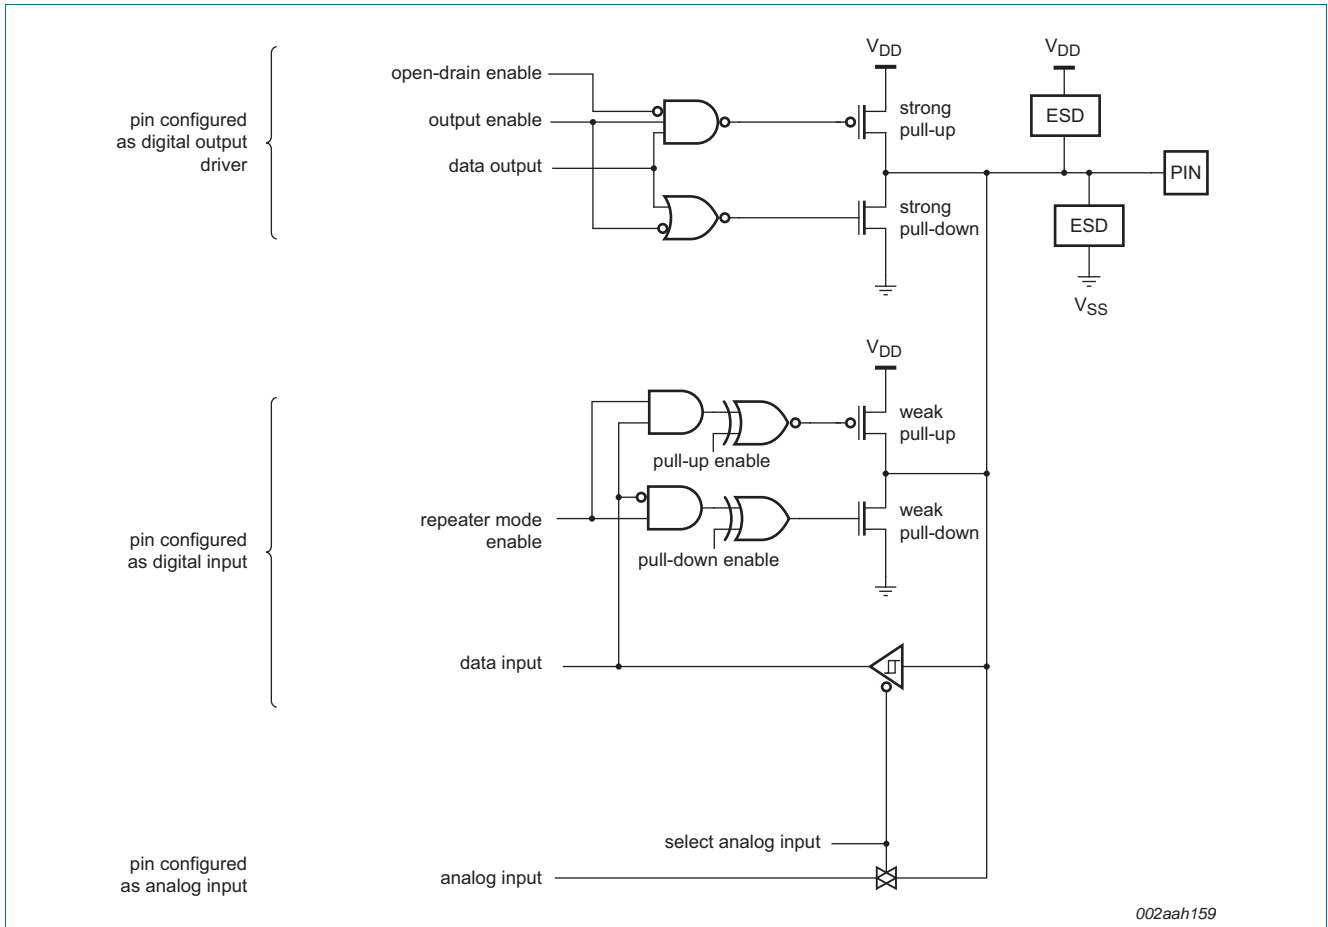 VDD
VDD
open-drain enable
strong
pull-up
ESD
pin configured
as digital output
driver
output enable
data output
PIN
strong
pull-down
ESD
VSS
VDD
weak
pull-up
pull-up enable
repeater mode
enable
weak
pull-down
pin configured
as digital input
pull-down enable
data input
select analog input
pin configured
as analog input
analog input
002aah159